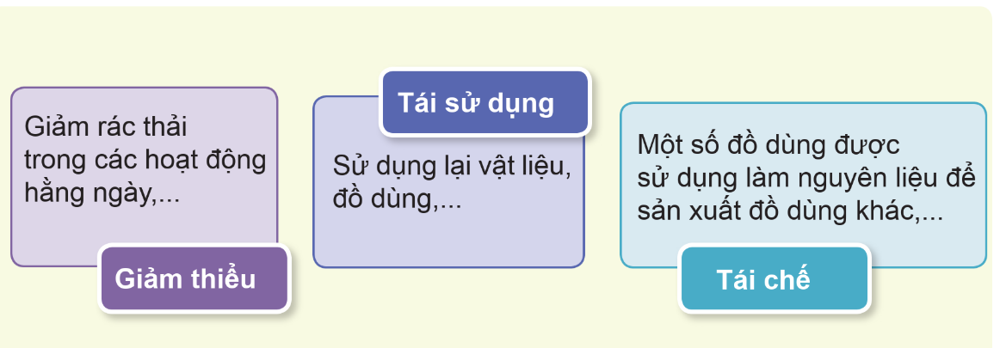 Giảm rác thải
trong các hoạt động
hằng ngày,...
Giảm thiểu
Tái sử dụng
Sử dụng lại vật liệu,
đồ dùng,...
Một số đồ dùng được
sử dụng làm nguyên liệu để
sản xuất đồ dùng khác,...
Tái chế